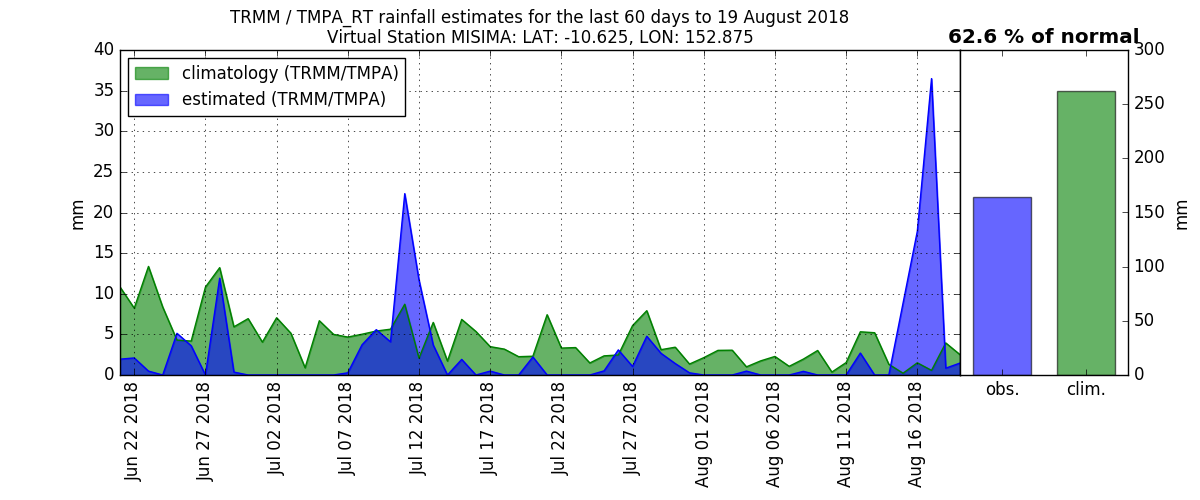 TRMM / TMPA_RT rainfall estimates for the last 60 days to 19 August 2018
Virtual Station MISIMA: LAT: -10.625, LON: 152.875
62.6 % of normal
climatology (TRMM/TMPA)
estimated (TRMM/TMPA)
40
35
30
25
20
15
10
5
0
mm
Jun 22 2018
Jun 27 2018
Jul 02 2018
Jul 07 2018
Jul 12 2018
Jul 17 2018
Jul 22 2018
Jul 27 2018
Aug 01 2018
Aug 06 2018
Aug 11 2018
Aug 16 2018
obs.
clim.
300
250
200
150
100
50
0
mm